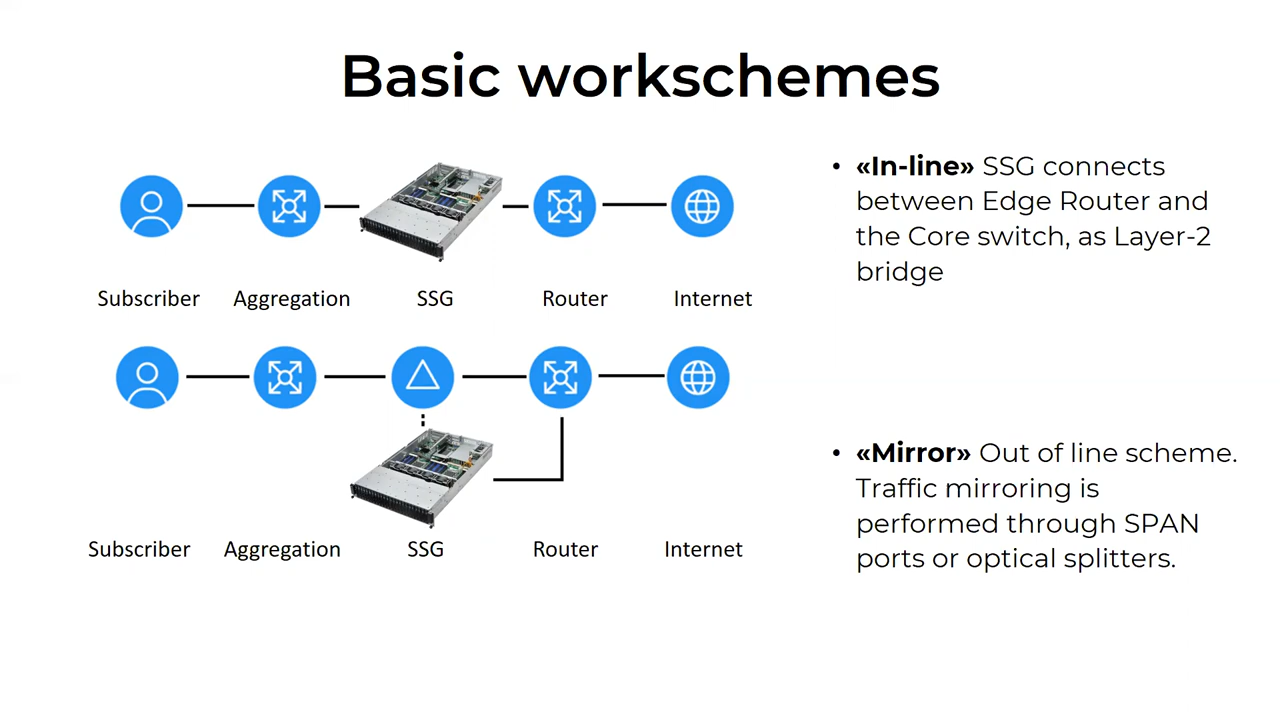 Basic workschemes
Subscriber Aggregation SSG Router Internet
Subscriber Aggregation SSG Router Internet
• «In-line» SSG connects
between Edge Router and
the Core switch, as Layer-2
bridge
• «Mirror» Out of line scheme.
Traffic mirroring is
performed through SPAN
ports or optical splitters.